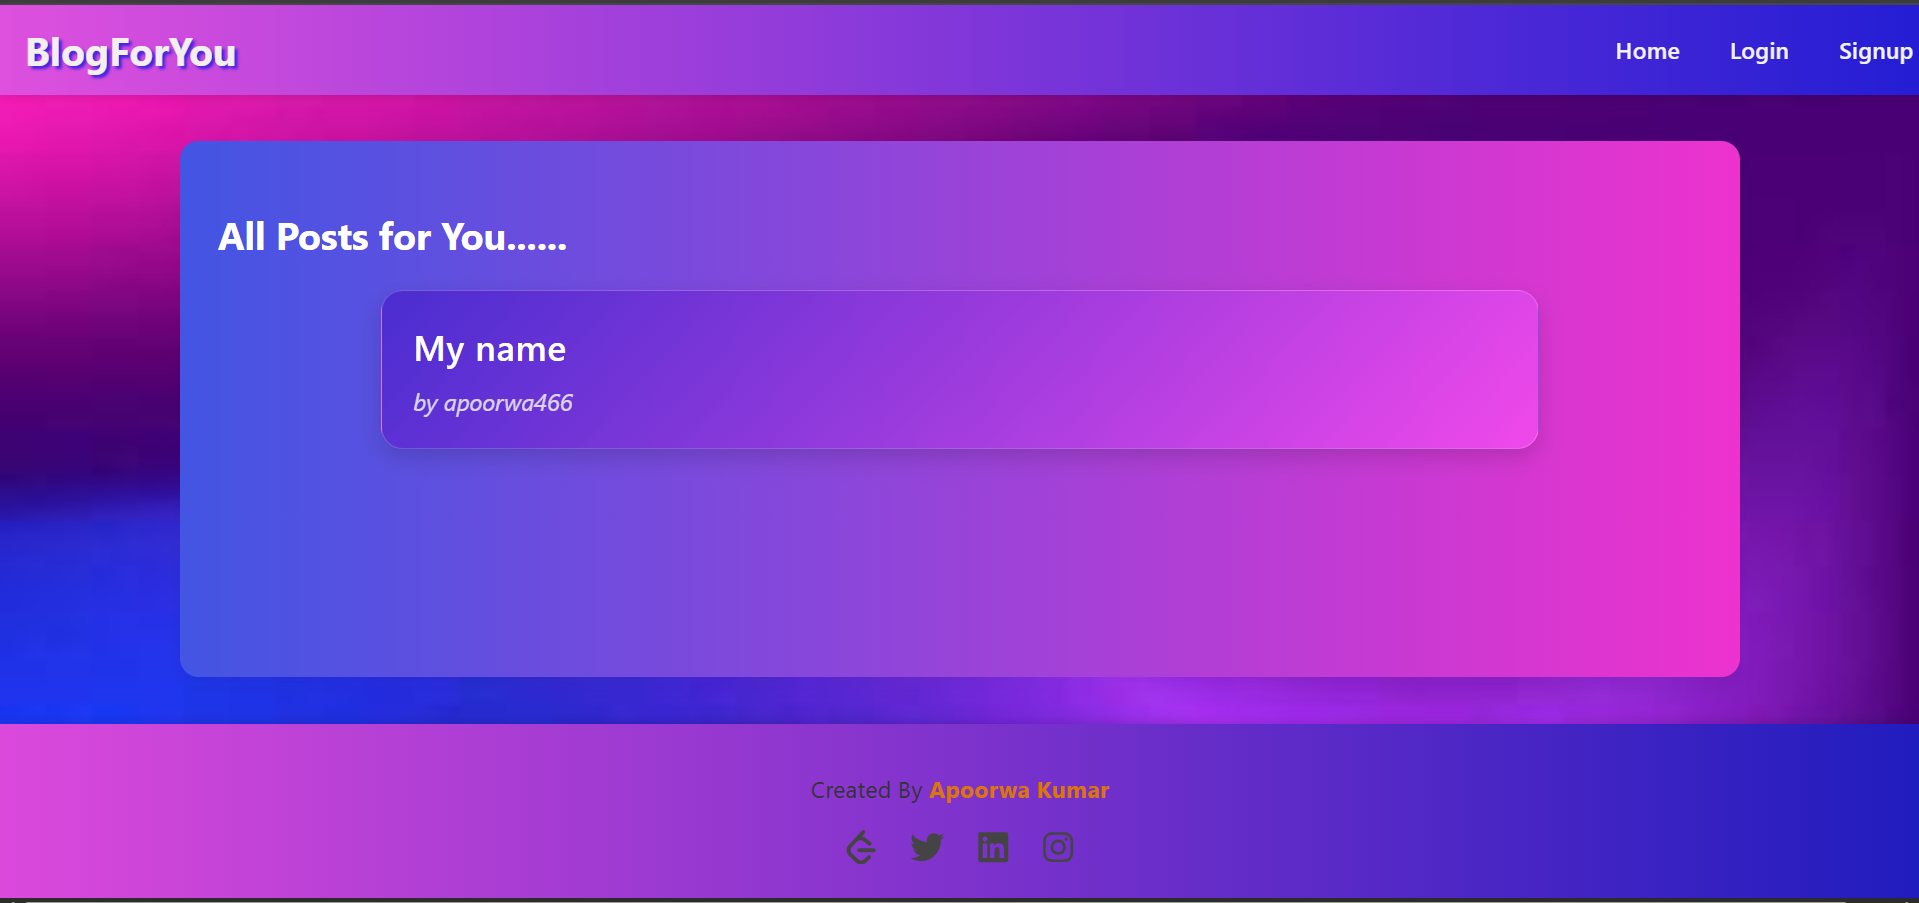 BlogForYou
Home Login Signup
All Posts for You......
My name
by apoorwa466
Created By Apoorwa Kumar